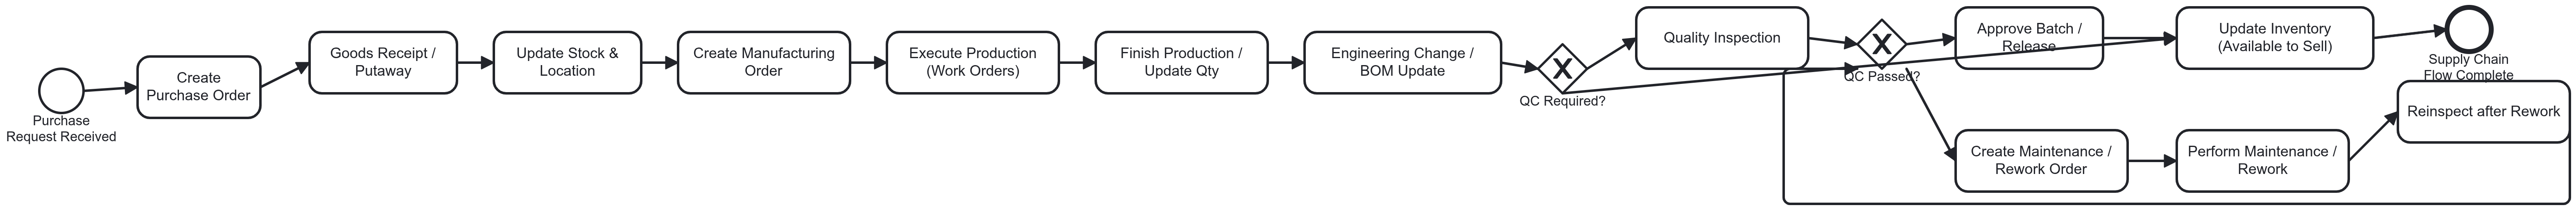 Purchase
Request Received
Create
Purchase Order
Goods Receipt /
Putaway
Update Stock &
Location
Create Manufacturing
Order
Execute Production
(Work Orders)
Finish Production /
Update Qty
Engineering Change /
BOM Update
X
QC Required?
Quality Inspection
X
QC Passed?
Approve Batch /
Release
Update Inventory
(Available to Sell)
Supply Chain
Flow Complete
Create Maintenance /
Rework Order
Perform Maintenance /
Rework
Reinspect after Rework